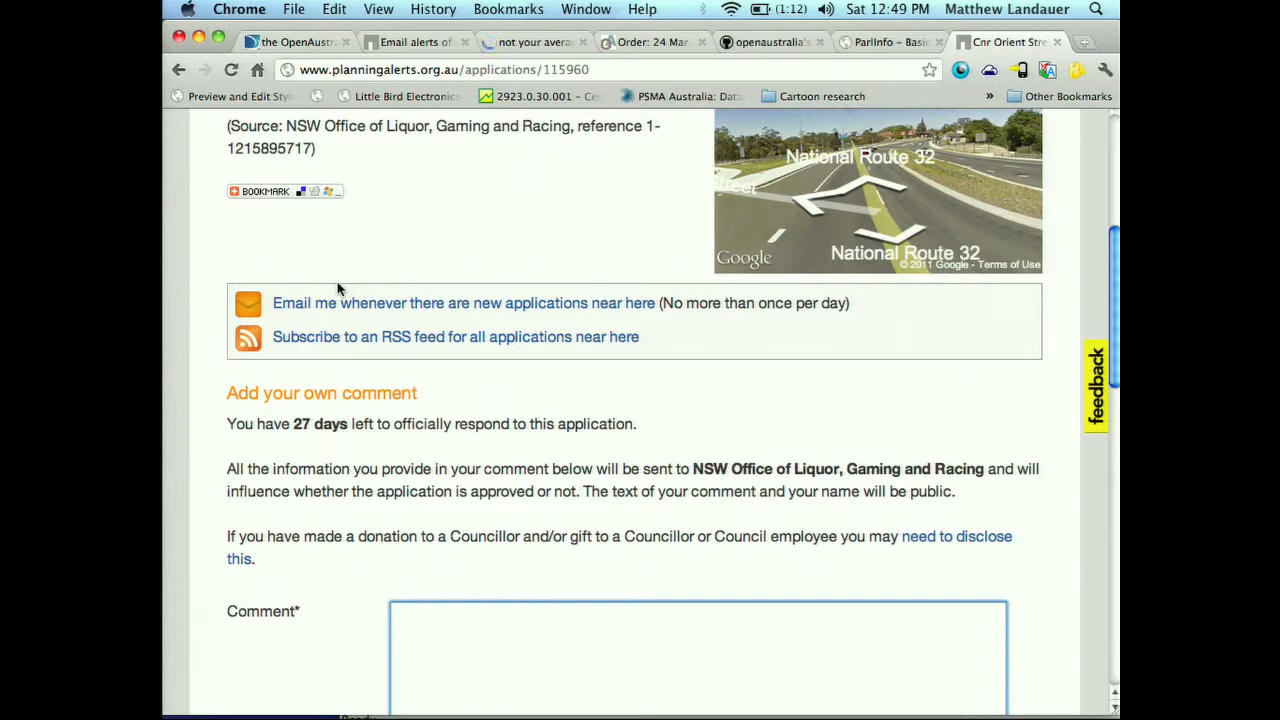 Chrome File Edit View History Bookmarks Window Help (1:12) Sat 12:49 PM Matthew Landauer
the OpenAustra Email alerts of not your avera Order: 24 Mar openaustralia's ParlInfo – Basic Cnr Orient Stre
www.planningalerts.org.au/applications/115960
Preview and Edit Style Little Bird Electronics 2923.0.30.001 - Cen PSMA Australia: Data Cartoon research » Other Bookmarks
(Source: NSW Office of Liquor, Gaming and Racing, reference 1-
1215895717)
BOOKMARK
National Route 32
National Route 32
Google
© 2011 Google - Terms of Use
Email me whenever there are new applications near here (No more than once per day)
Subscribe to an RSS feed for all applications near here
feedback
Add your own comment
You have 27 days left to officially respond to this application.
All the information you provide in your comment below will be sent to NSW Office of Liquor, Gaming and Racing and will
influence whether the application is approved or not. The text of your comment and your name will be public.
If you have made a donation to a Councillor and/or gift to a Councillor or Council employee you may need to disclose
this.
Comment*